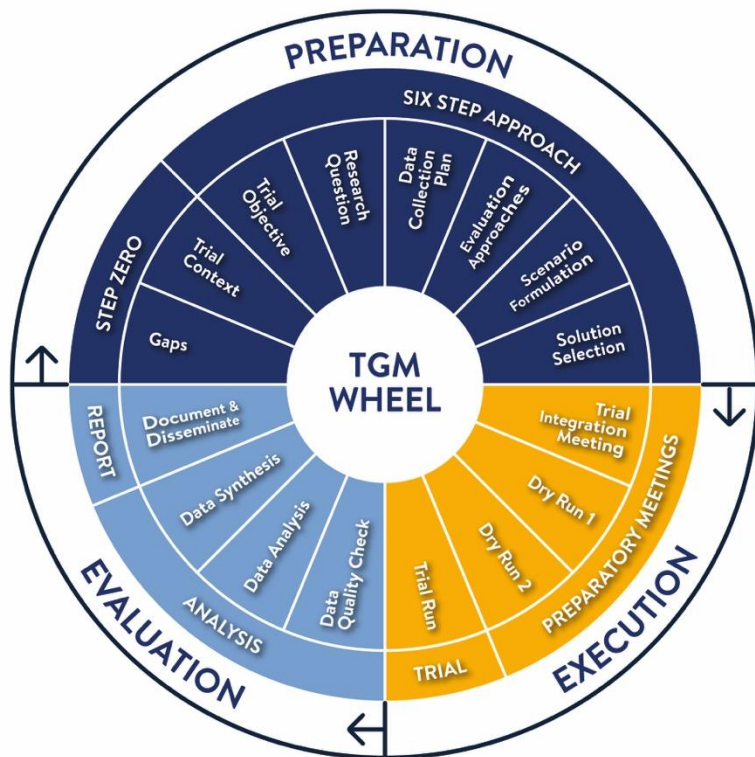 PREPARATION
SIX STEP APPROACH
STEP ZERO
Gaps
Trial
Context
Trial
Objective
Research
Question
Data
Collection
Plan
Evaluation
Approaches
Scenario
Formulation
Solution
Selection
TGM
WHEEL
EXECUTION
PREPARATORY MEETINGS
Trial
Integration
Meeting
Dry Run 1
Dry Run 2
TRIAL
Trial Run
EVALUATION
ANALYSIS
Data
Quality Check
Data Analysis
Data Synthesis
REPORT
Document &
Disseminate